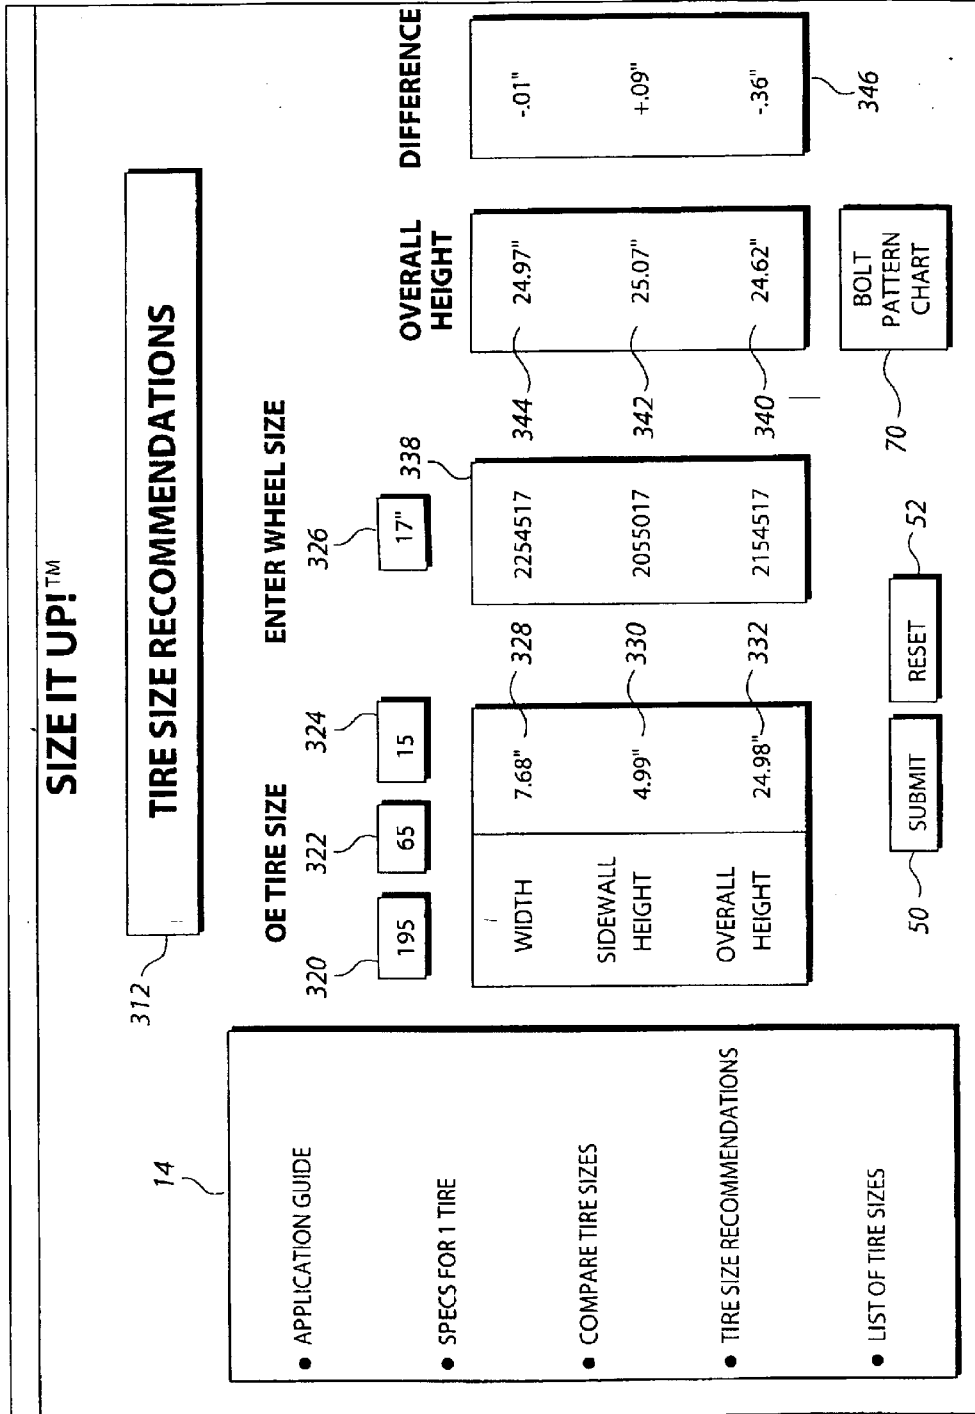 SIZE IT UP!™
312
TIRE SIZE RECOMMENDATIONS
14
• APPLICATION GUIDE
• SPECS FOR 1 TIRE
• COMPARE TIRE SIZES
• TIRE SIZE RECOMMENDATIONS
• LIST OF TIRE SIZES
OE TIRE SIZE
320
322
324
195
65
15
WIDTH
7.68"
328
SIDEWALL
HEIGHT
4.99"
330
OVERALL
HEIGHT
24.98"
332
ENTER WHEEL SIZE
326
17"
338
2254517
2055017
2154517
OVERALL
HEIGHT
344
24.97"
342
25.07"
340
24.62"
DIFFERENCE
-.01"
+.09"
-.36"
346
50
SUBMIT
RESET
52
70
BOLT
PATTERN
CHART